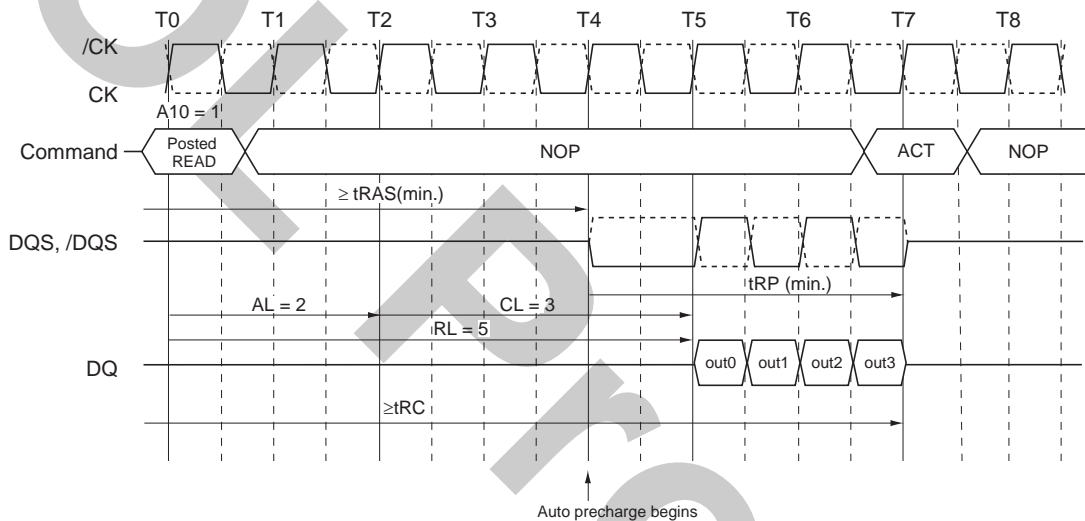 T0 T1 T2 T3 T4 T5 T6 T7 T8
/CK
CK
A10 = 1
Command
Posted
READ
NOP
ACT
NOP
≥ tRAS(min.)
DQS, /DQS
tRP (min.)
AL = 2
CL = 3
RL = 5
DQ
out0 out1 out2 out3
≥tRC
Auto precharge begins